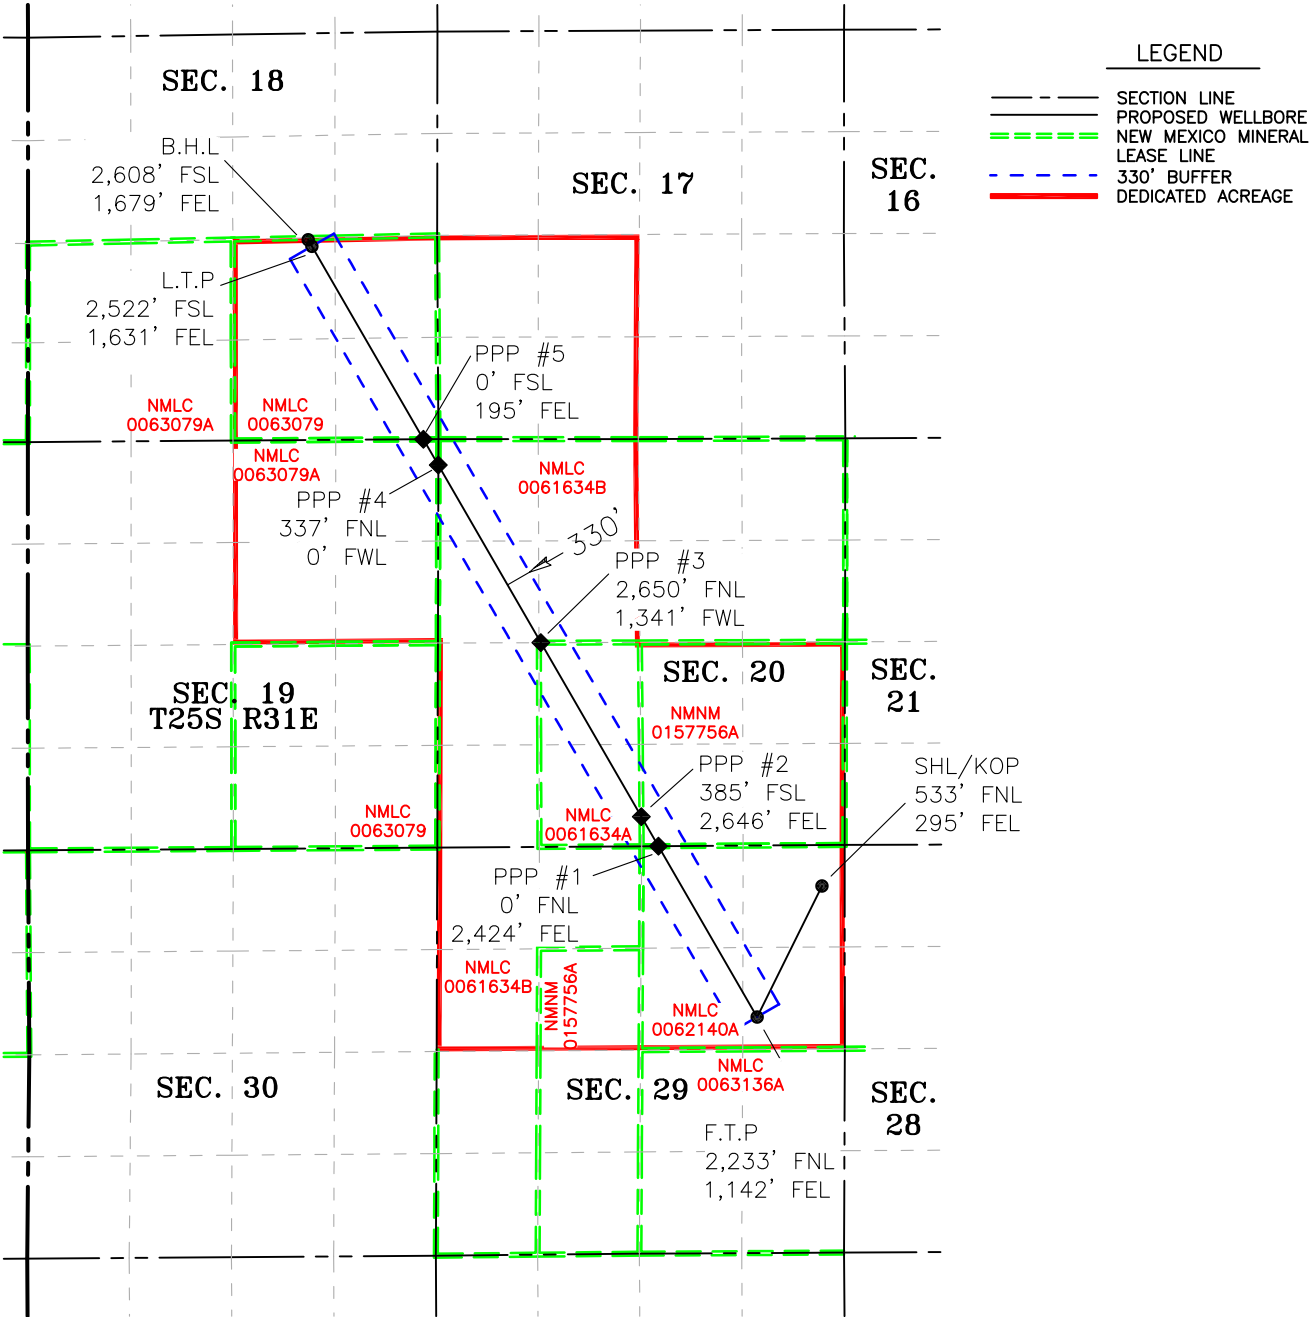 LEGEND
SECTION LINE
PROPOSED WELLBORE
NEW MEXICO MINERAL
LEASE LINE
330' BUFFER
DEDICATED ACREAGE
SEC. 18
B.H.L
2,608' FSL
1,679' FEL
SEC. 17
SEC.
16
L.T.P
2,522' FSL
1,631' FEL
PPP #5
0' FSL
195' FEL
NMLC
0063079A
NMLC
0063079
NMLC
0063079A
NMLC
0061634B
PPP #4
337' FNL
0' FWL
330'
PPP #3
2,650' FNL
1,341' FWL
SEC. 20
SEC.
21
SEC. 19
T25S R31E
NMNM
0157756A
PPP #2
385' FSL
2,646' FEL
SHL/KOP
533' FNL
295' FEL
NMLC
0063079
NMLC
0061634A
PPP #1
0' FNL
2,424' FEL
NMLC
0061634B
NMNM
0157756A
NMLC
0062140A
NMLC
0063136A
SEC. 30
SEC. 29
SEC.
28
F.T.P
2,233' FNL
1,142' FEL